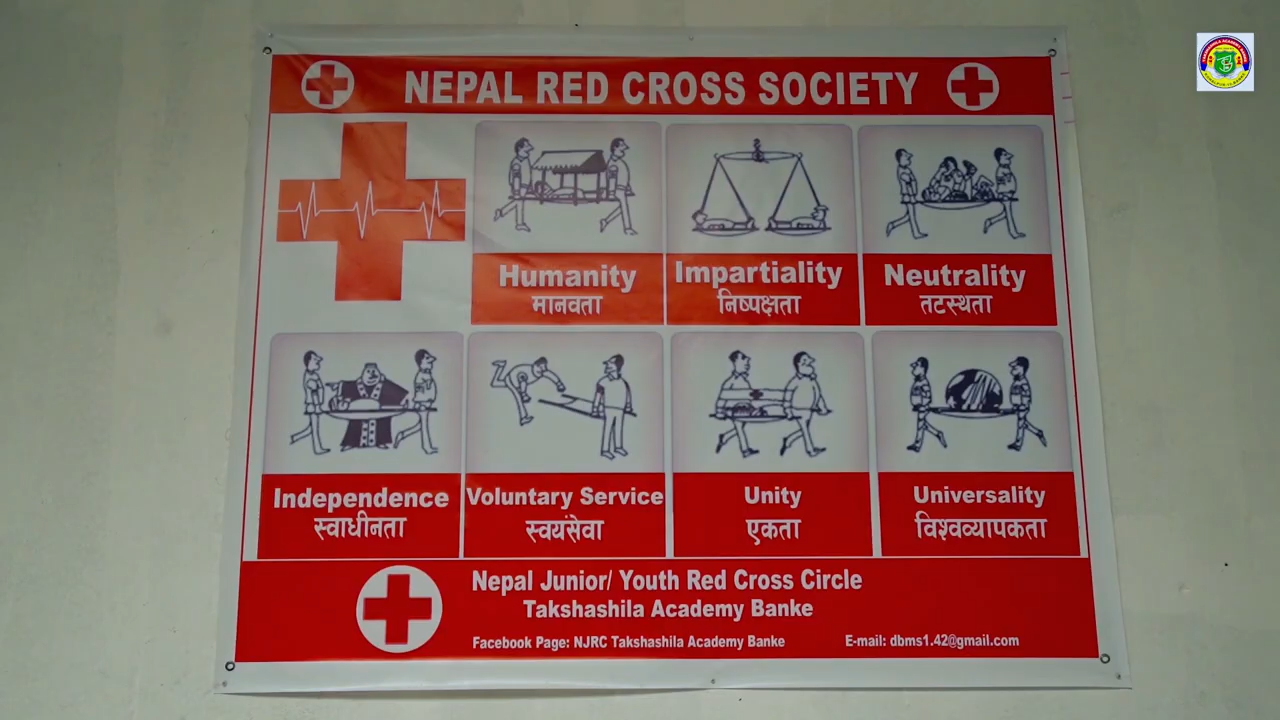 NEPAL RED CROSS SOCIETY
Humanity
मानवता
Impartiality
निष्पक्षता
Neutrality
तटस्थता
Independence
स्वाधीनता
Voluntary Service
स्वयंसेवा
Unity
एकता
Universality
विश्वव्यापकता
Nepal Junior/ Youth Red Cross Circle
Takshashila Academy Banke
Facebook Page: NJRC Takshashila Academy Banke
E-mail: dbms1.42@gmail.com